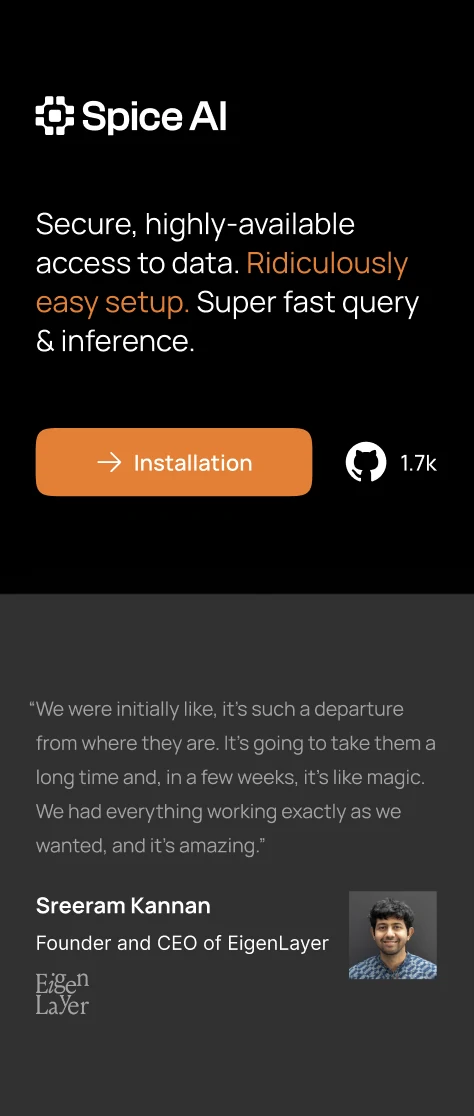 Spice AI
Secure, highly-available
access to data. Ridiculously
easy setup. Super fast query
& inference.
→ Installation
1.7k
“We were initially like, it’s such a departure
from where they are. It’s going to take them a
long time and, in a few weeks, it’s like magic.
We had everything working exactly as we
wanted, and it’s amazing.”
Sreeram Kannan
Founder and CEO of EigenLayer
Eigen
Layer